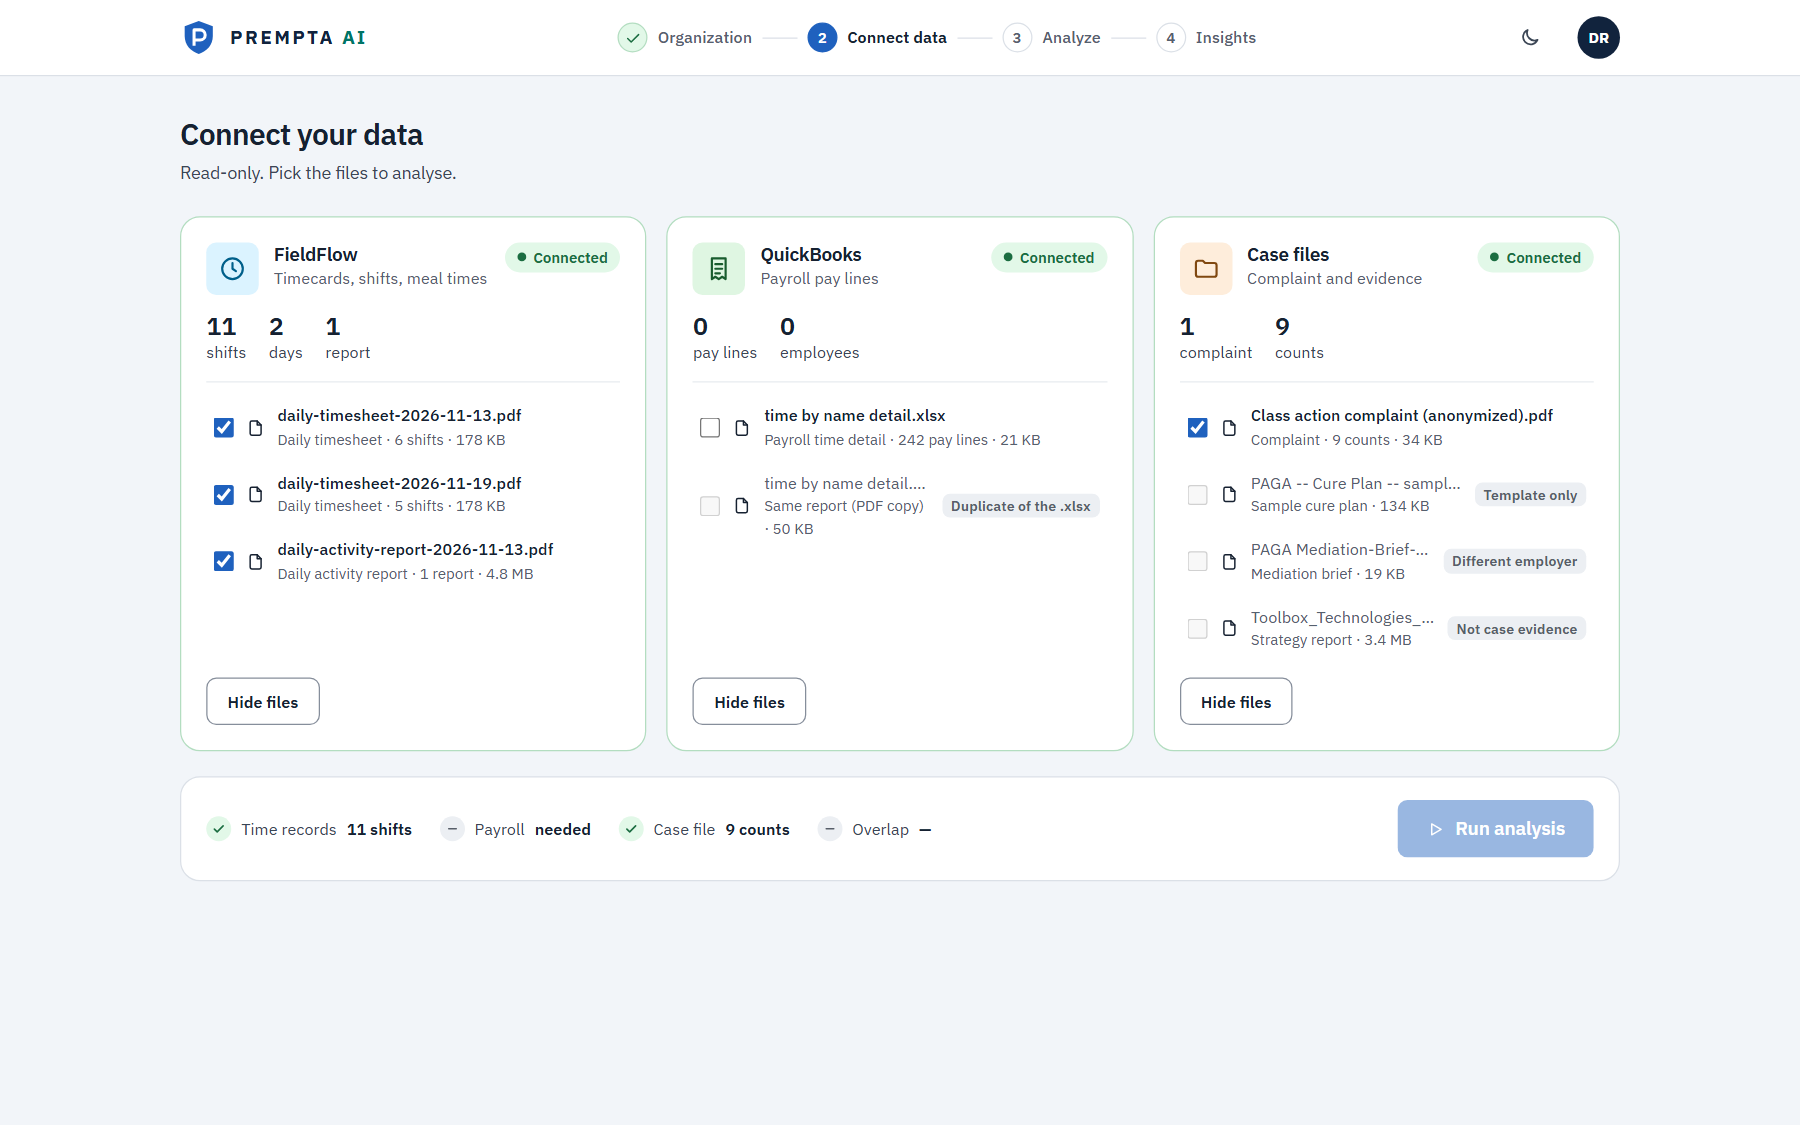 PREMPTA AI
Organization
2 Connect data
3 Analyze
4 Insights
DR
Connect your data
Read-only. Pick the files to analyse.
FieldFlow
Timecards, shifts, meal times
Connected
11 shifts
2 days
1 report
daily-timesheet-2026-11-13.pdf
Daily timesheet · 6 shifts · 178 KB
daily-timesheet-2026-11-19.pdf
Daily timesheet · 5 shifts · 178 KB
daily-activity-report-2026-11-13.pdf
Daily activity report · 1 report · 4.8 MB
Hide files
QuickBooks
Payroll pay lines
Connected
0 pay lines
0 employees
time by name detail.xlsx
Payroll time detail · 242 pay lines · 21 KB
time by name detail....
Same report (PDF copy)
· 50 KB
Duplicate of the .xlsx
Hide files
Case files
Complaint and evidence
Connected
1 complaint
9 counts
Class action complaint (anonymized).pdf
Complaint · 9 counts · 34 KB
PAGA -- Cure Plan -- sampl...
Sample cure plan · 134 KB
Template only
PAGA Mediation-Brief-...
Mediation brief · 19 KB
Different employer
Toolbox_Technologies_...
Strategy report · 3.4 MB
Not case evidence
Hide files
Time records 11 shifts
Payroll needed
Case file 9 counts
Overlap —
Run analysis